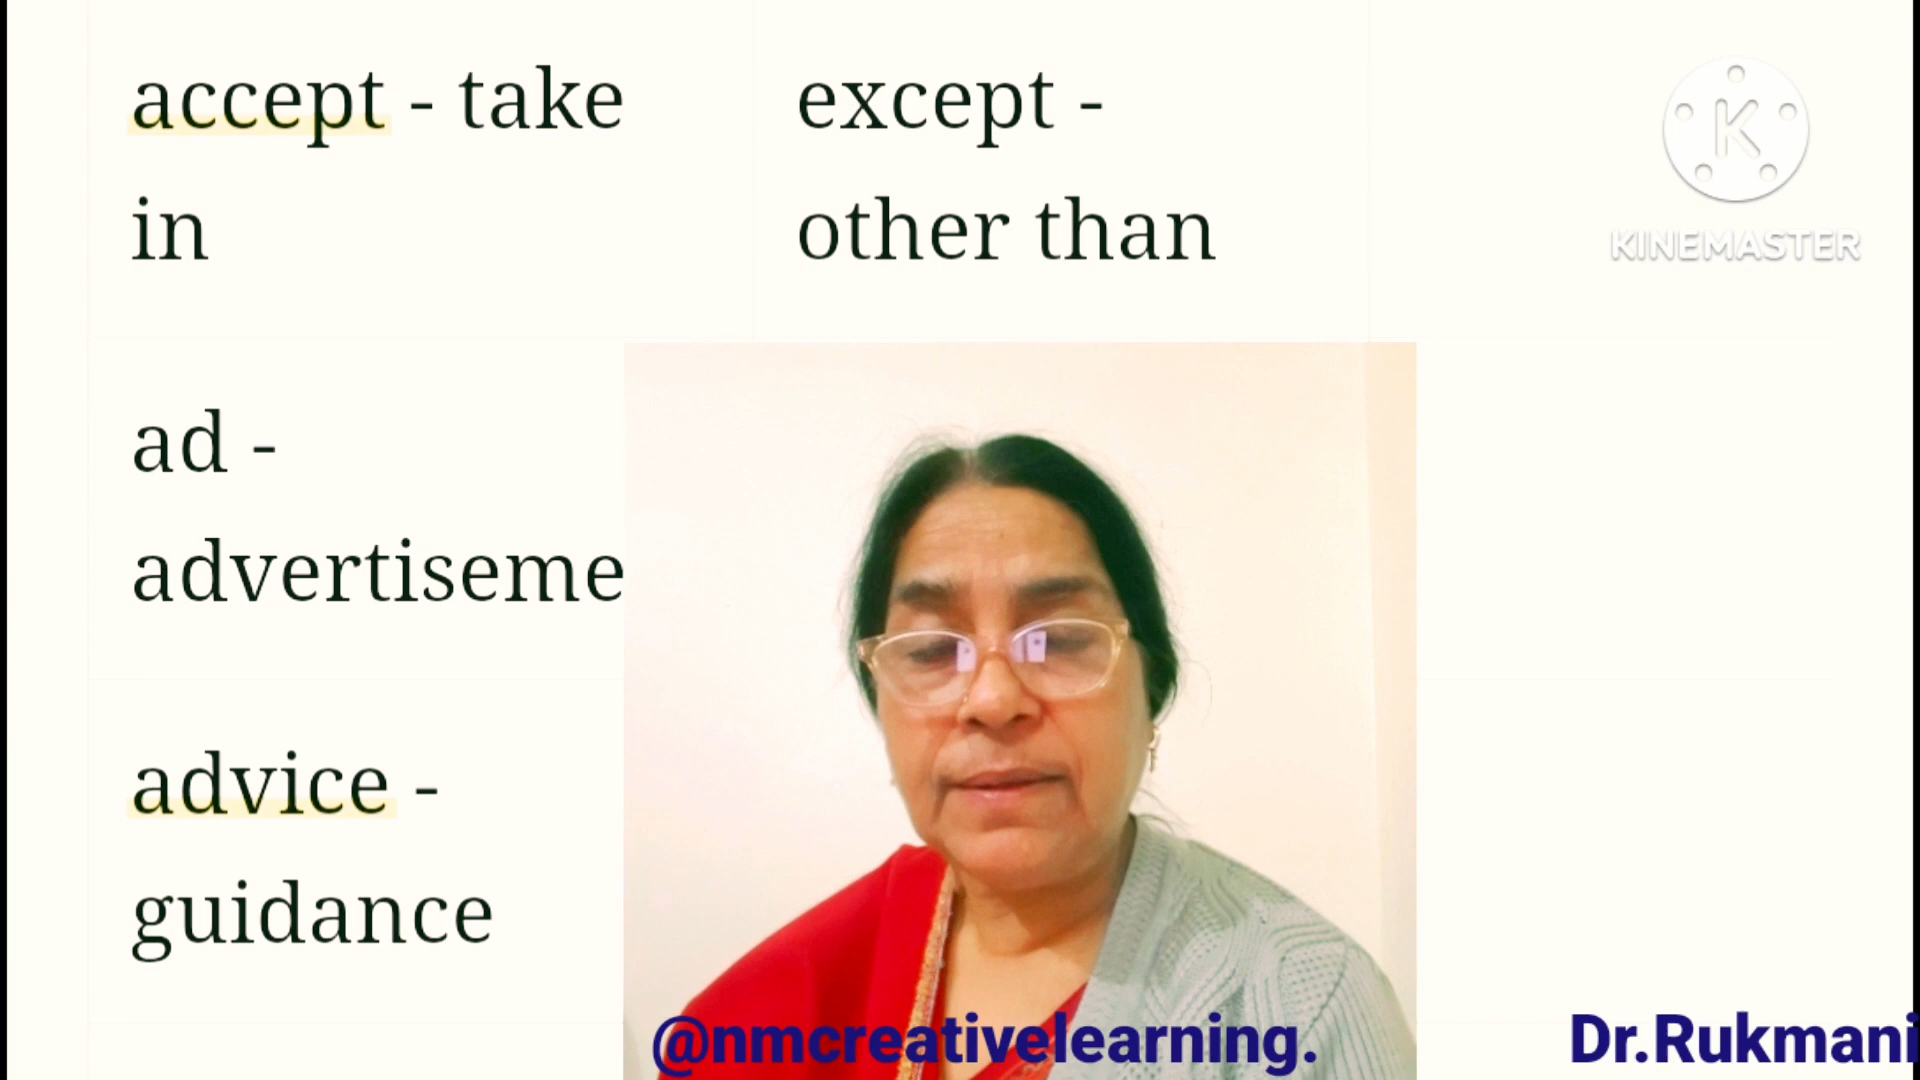 accept - take
in
except -
other than
K
KINEMASTER
ad -
advertiseme
advice -
guidance
@nmcreativelearning.
Dr.Rukmani